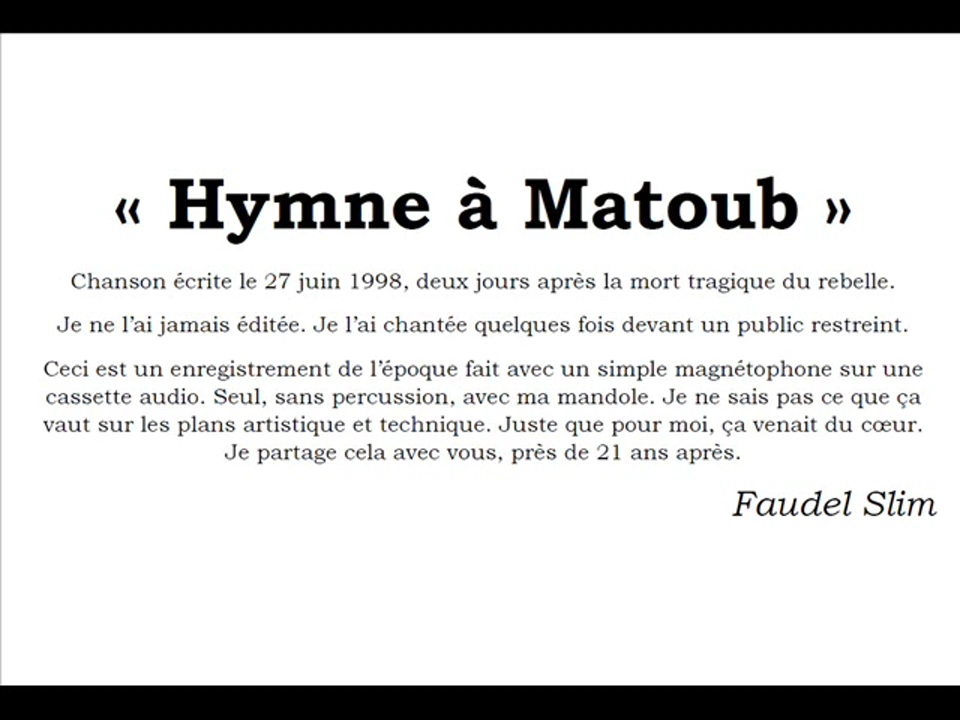 « Hymne à Matoub »
Chanson écrite le 27 juin 1998, deux jours après la mort tragique du rebelle.
Je ne l’ai jamais éditée. Je l’ai chantée quelques fois devant un public restreint.
Ceci est un enregistrement de l’époque fait avec un simple magnétophone sur une
cassette audio. Seul, sans percussion, avec ma mandole. Je ne sais pas ce que ça
vaut sur les plans artistique et technique. Juste que pour moi, ça venait du cœur.
Je partage cela avec vous, près de 21 ans après.
Faudel Slim